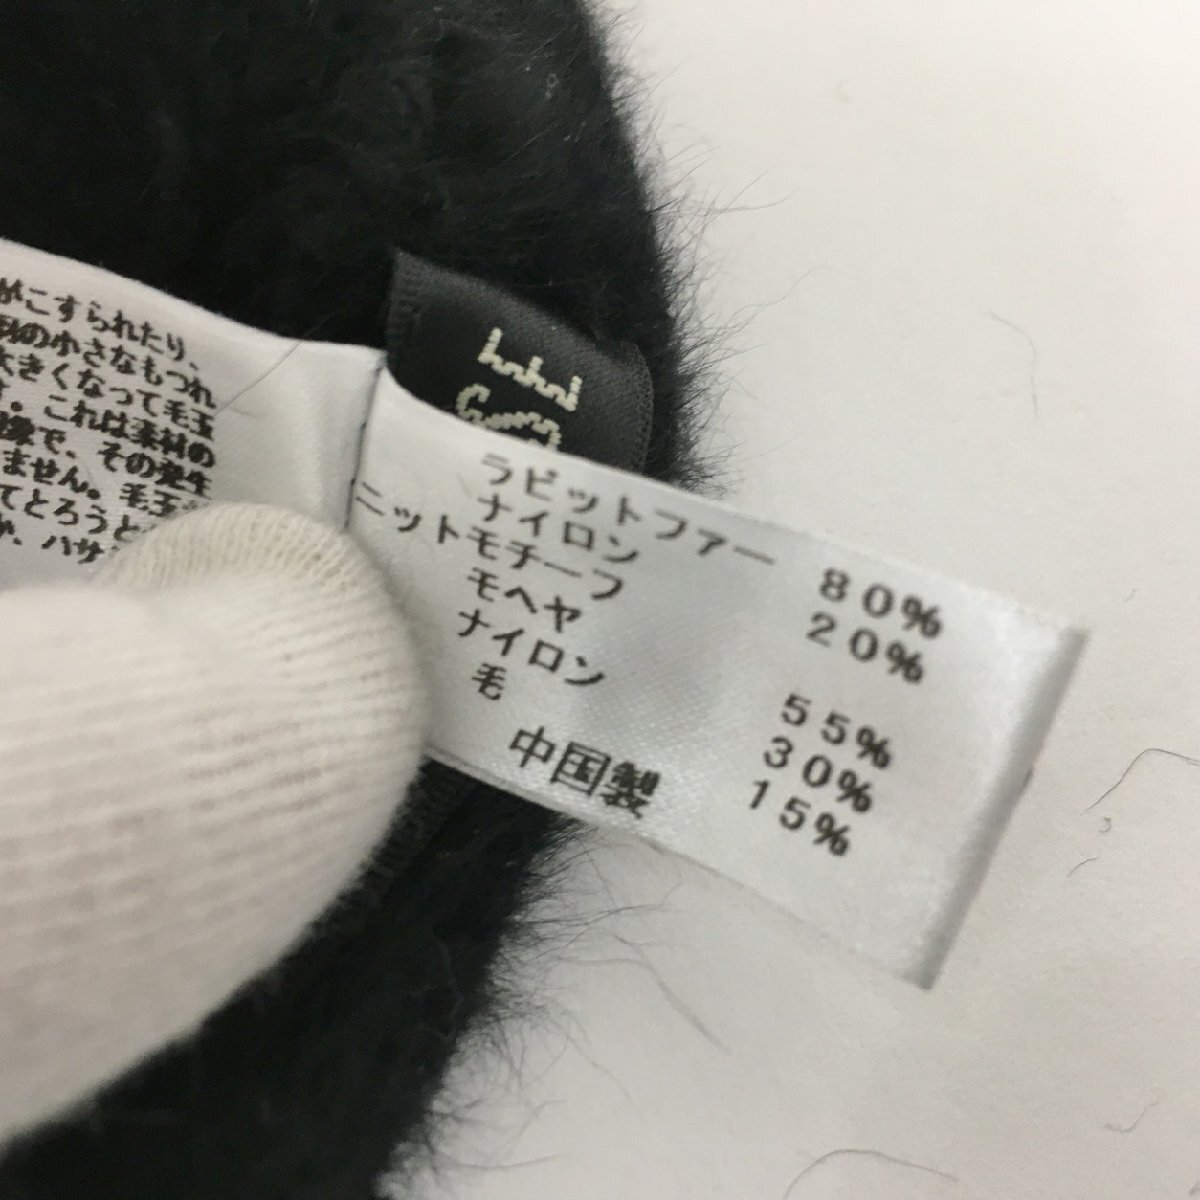 がこすられたり、
料の小さなもつれ
大きくなって毛玉
す。これは素材の
象で、その発生
ません。毛玉
てとろうと
ハサ
ラビットファー 80%
ナイロン 20%
ニットモチーフ
モヘヤ 55%
ナイロン 30%
毛 15%
中国製